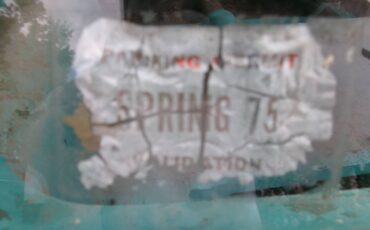 PARKING PERMIT
SPRING 75
VALIDATION